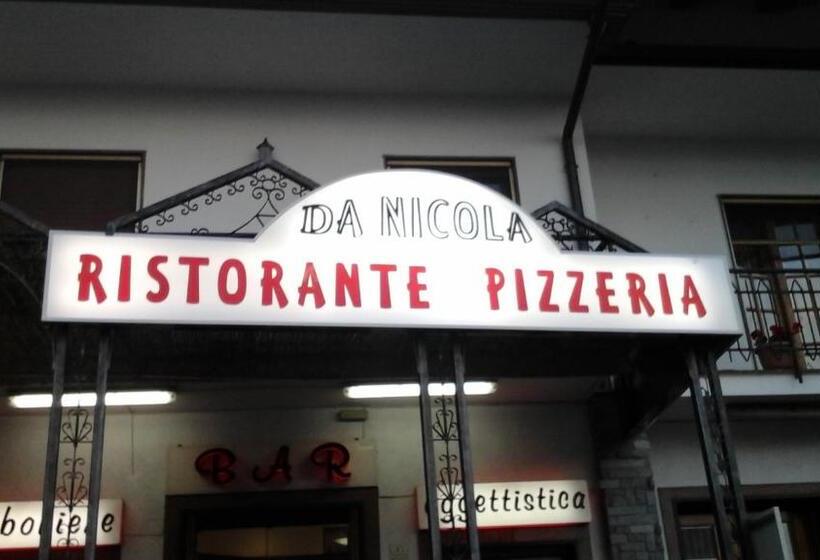 DA NICOLA
RISTORANTE PIZZERIA
BAR